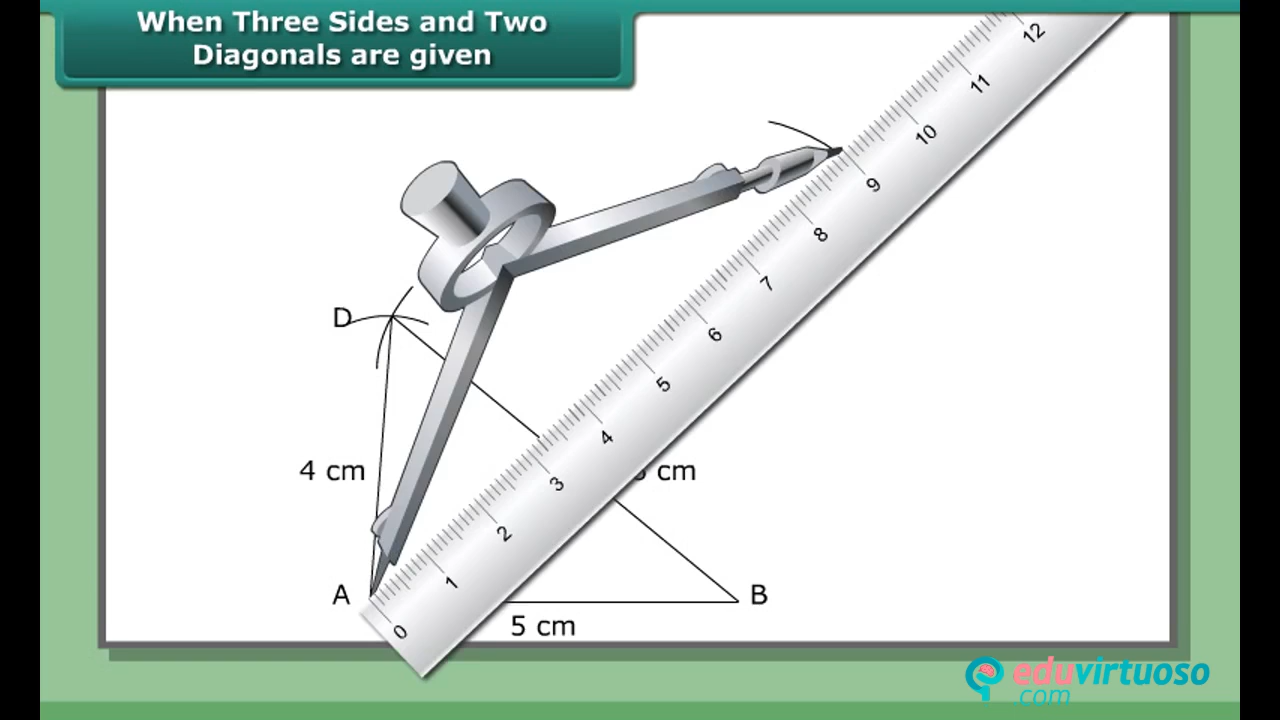 When Three Sides and Two
Diagonals are given
12
11
10
9
8
7
6
5
4
3
2
1
0
D
4 cm
cm
A
B
5 cm
eduvirtuoso
.com